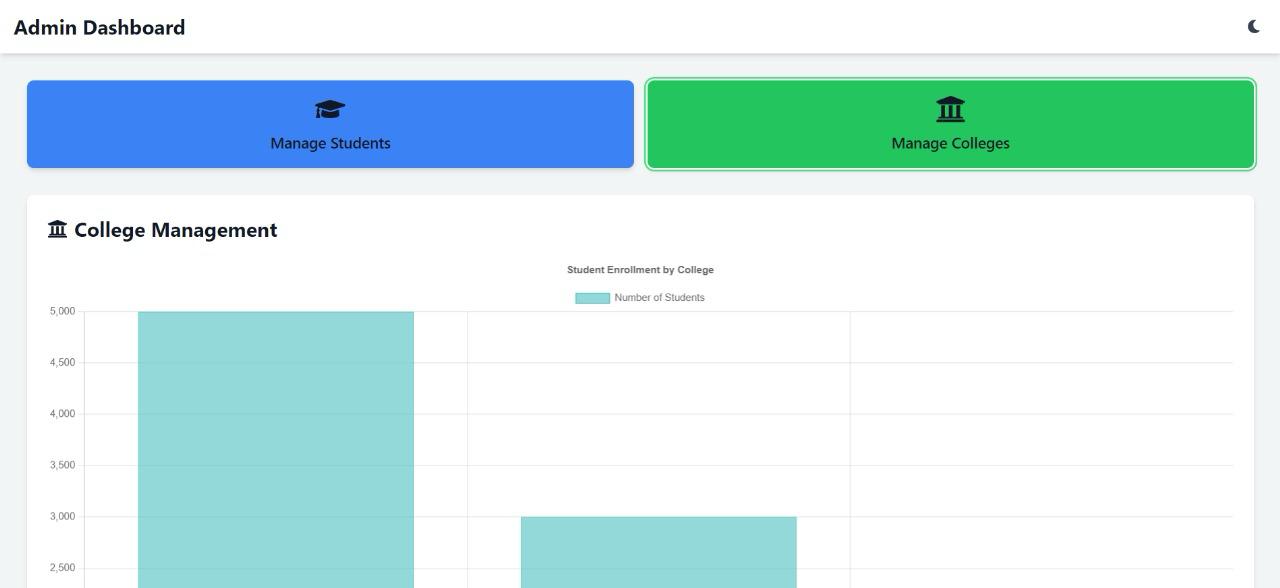 Admin Dashboard
Manage Students
Manage Colleges
College Management
Student Enrollment by College
Number of Students
5,000
4,500
4,000
3,500
3,000
2,500